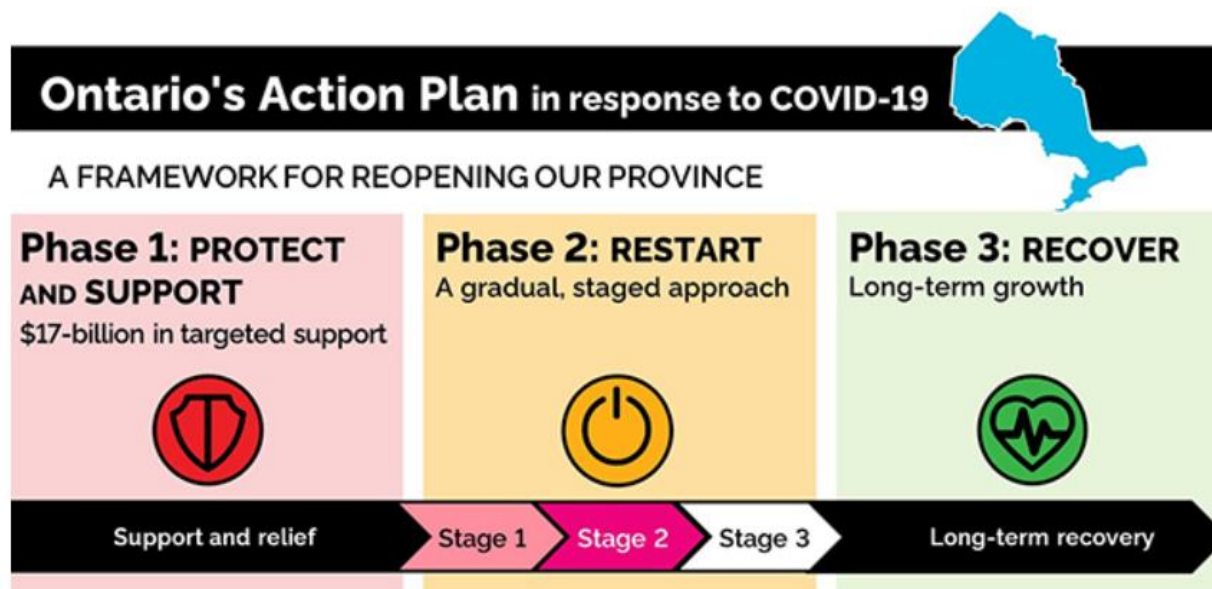 Ontario's Action Plan in response to COVID-19
A FRAMEWORK FOR REOPENING OUR PROVINCE
Phase 1: PROTECT
AND SUPPORT
$17-billion in targeted support
Phase 2: RESTART
A gradual, staged approach
Phase 3: RECOVER
Long-term growth
Support and relief
Stage 1
Stage 2
Stage 3
Long-term recovery